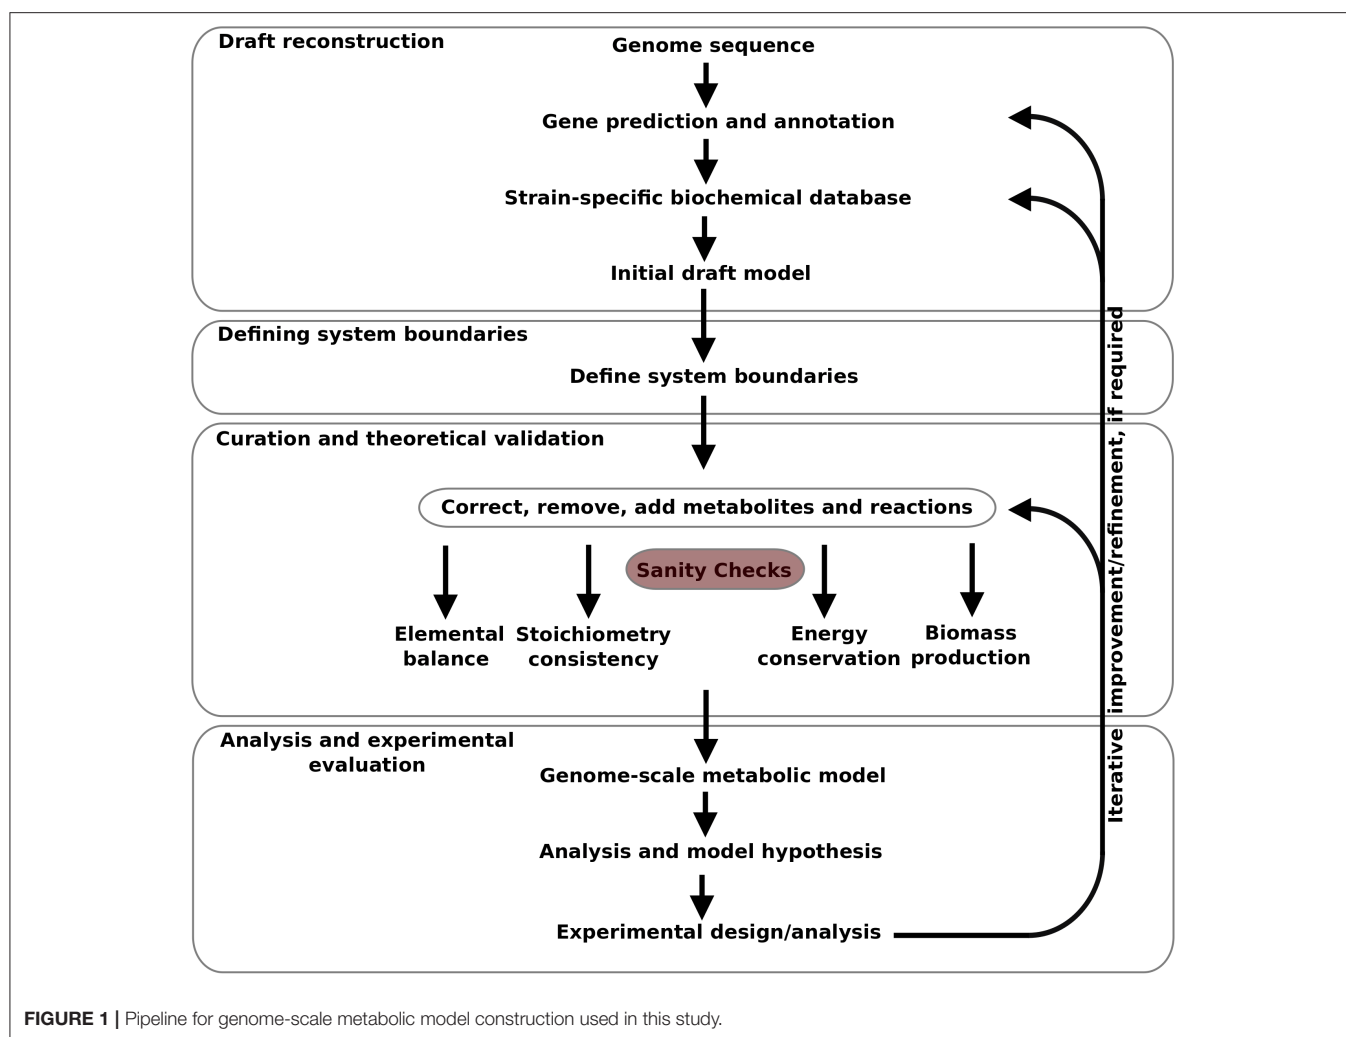 Draft reconstruction
Genome sequence
Gene prediction and annotation
Strain-specific biochemical database
Initial draft model
Defining system boundaries
Define system boundaries
Curation and theoretical validation
Correct, remove, add metabolites and reactions
Sanity Checks
Elemental
balance
Stoichiometry
consistency
Energy
conservation
Biomass
production
Analysis and experimental
evaluation
Genome-scale metabolic model
Analysis and model hypothesis
Experimental design/analysis
Iterative improvement/refinement, if required
FIGURE 1 | Pipeline for genome-scale metabolic model construction used in this study.